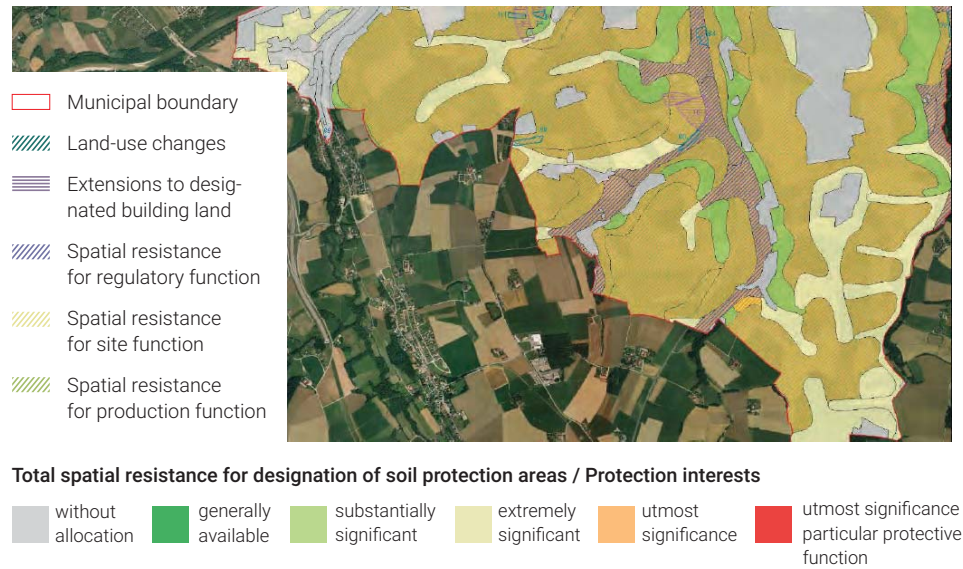 Municipal boundary
Land-use changes
Extensions to desig-
nated building land
Spatial resistance
for regulatory function
Spatial resistance
for site function
Spatial resistance
for production function
Total spatial resistance for designation of soil protection areas / Protection interests
without
allocation
generally
available
substantially
significant
extremely
significant
utmost
significance
utmost significance
particular protective
function